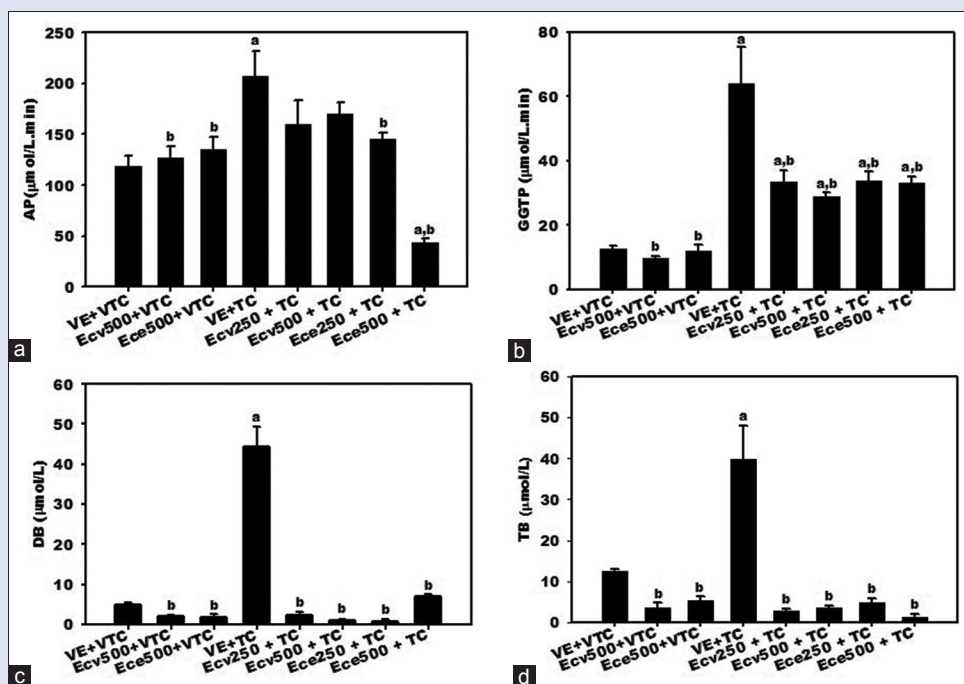 250
200
150
100
50
0
AP(µmol/L.min)
b
b
a
b
a,b
VE+VTC
Ecv500+VTC
Ece500+VTC
VE+TC
Ecv250 + TC
Ecv500 + TC
Ece250 + TC
Ece500 + TC
a
80
60
40
20
0
GGTP (µmol/L.min)
b
b
a
a,b
a,b
a,b
a,b
VE+VTC
Ecv500+VTC
Ece500+VTC
VE+TC
Ecv250 + TC
Ecv500 + TC
Ece250 + TC
Ece500 + TC
b
60
50
40
30
20
10
0
DB (µmol/L)
b
b
a
b
b
b
b
VE+VTC
Ecv500+VTC
Ece500+VTC
VE+TC
Ecv250 + TC
Ecv500 + TC
Ece250 + TC
Ece500 + TC
c
60
50
40
30
20
10
0
TB (µmol/L)
b
b
a
b
b
b
b
VE+VTC
Ecv500+VTC
Ece500+VTC
VE+TC
Ecv250 + TC
Ecv500 + TC
Ece250 + TC
Ece500 + TC
d